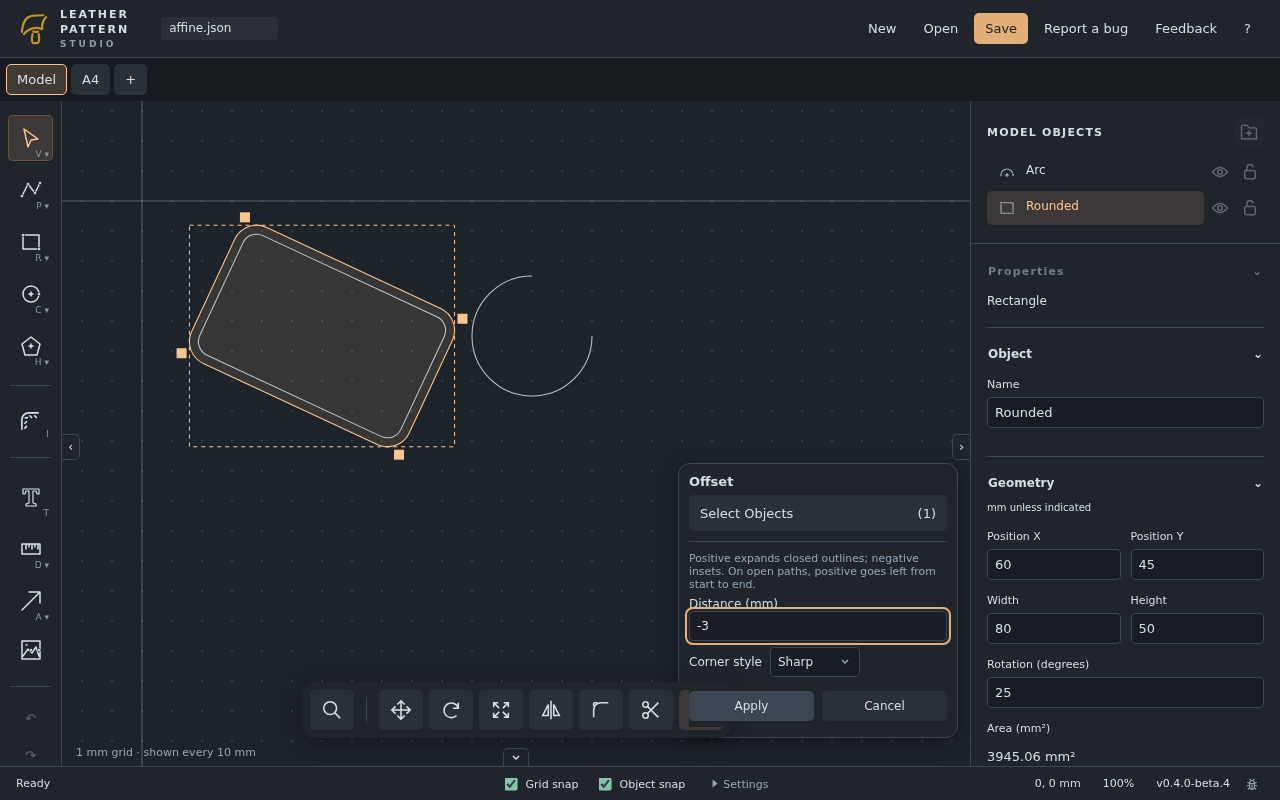 LEATHER
PATTERN
STUDIO
affine.json
New
Open
Save
Report a bug
Feedback
?
Model
A4
+
V ▾
P ▾
R ▾
C ▾
H ▾
I
T
D ▾
A ▾
MODEL OBJECTS
Arc
Rounded
Properties
Rectangle
Object
Name
Rounded
Geometry
mm unless indicated
Position X
Position Y
60
45
Width
Height
80
50
Rotation (degrees)
25
Area (mm²)
3945.06 mm²
Offset
Select Objects (1)
Positive expands closed outlines; negative
insets. On open paths, positive goes left from
start to end.
Distance (mm)
-3
Corner style Sharp
Apply
Cancel
1 mm grid · shown every 10 mm
Ready
Grid snap
Object snap
Settings
0, 0 mm
100%
v0.4.0-beta.4